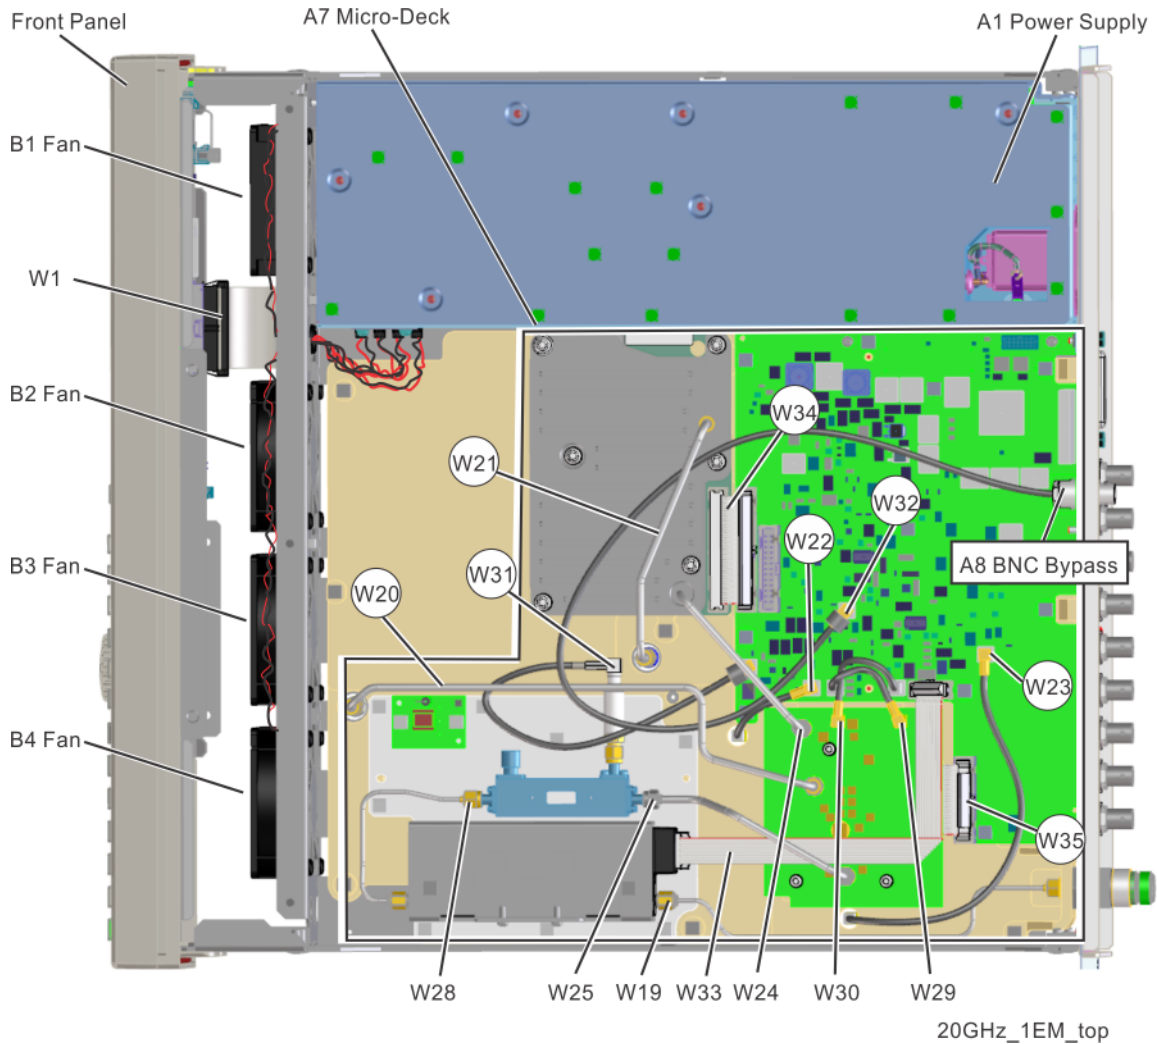 Front Panel
A7 Micro-Deck
A1 Power Supply
B1 Fan
W1
B2 Fan
W34
W21
W32
W22
A8 BNC Bypass
B3 Fan
W31
W20
W23
B4 Fan
W35
W28
W25
W19
W33
W24
W30
W29
20GHz_1EM_top